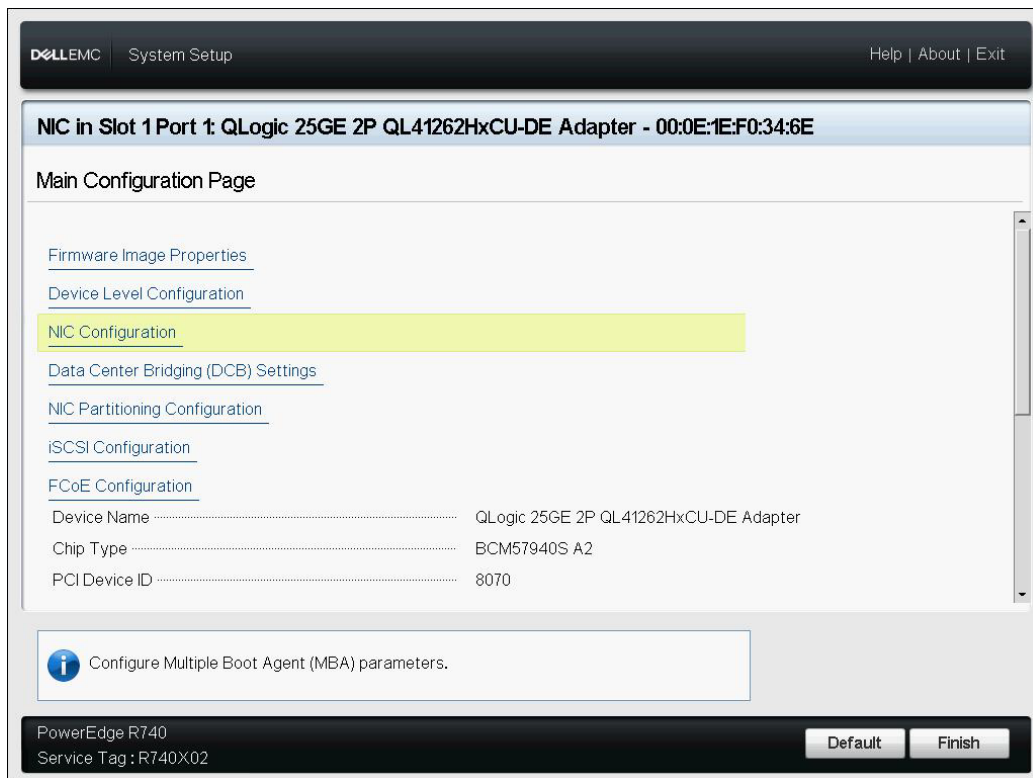 DELLEMC System Setup Help | About | Exit
NIC in Slot 1 Port 1: QLogic 25GE 2P QL41262HxCU-DE Adapter - 00:0E:1E:F0:34:6E
Main Configuration Page
Firmware Image Properties
Device Level Configuration
NIC Configuration
Data Center Bridging (DCB) Settings
NIC Partitioning Configuration
iSCSI Configuration
FCoE Configuration
Device Name QLogic 25GE 2P QL41262HxCU-DE Adapter
Chip Type BCM57940S A2
PCI Device ID 8070
Configure Multiple Boot Agent (MBA) parameters.
PowerEdge R740
Service Tag : R740X02
Default Finish